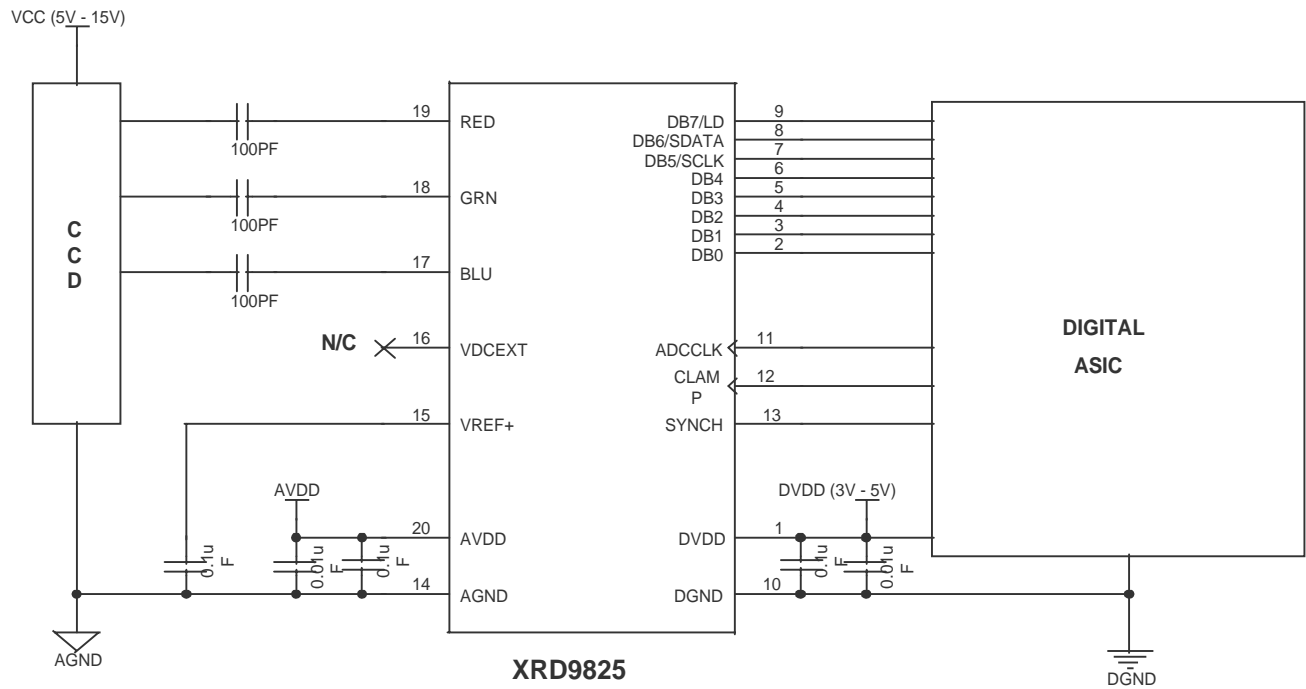 VCC (5V - 15V)
C
C
D
100PF
100PF
100PF
N/C
19
18
17
16
15
20
14
RED
GRN
BLU
VDCEXT
VREF+
AVDD
AGND
AVDD
0.1u
F
0.01u
F
0.1u
F
AGND
DB7/LD
DB6/SDATA
DB5/SCLK
DB4
DB3
DB2
DB1
DB0
ADCCLK
CLAM
P
SYNCH
DVDD
DGND
9
8
7
6
5
4
3
2
11
12
13
1
10
DVDD (3V - 5V)
0.1u
F
0.01u
F
DIGITAL
ASIC
DGND
XRD9825